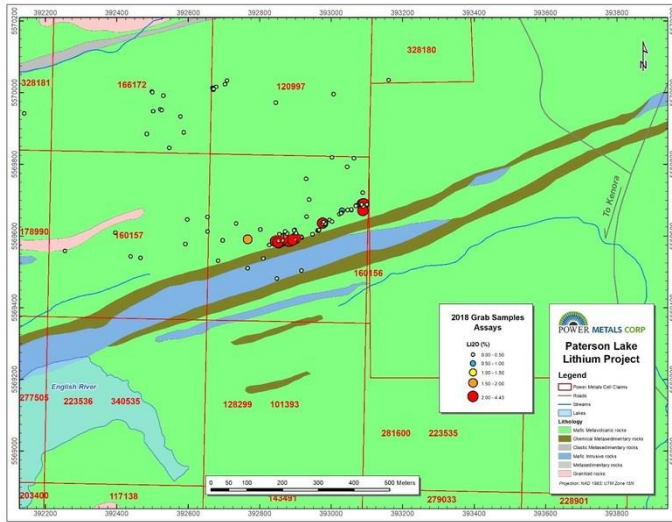 392200 392400 392600 392800 393000 393200 393400 393600 393800
5570200
5570000
5569800
5569600
5569400
5569200
5569000
328180
328181
166172
120997
178990
160157
160156
To Kenora
English River
277505
223536
340535
128299
101393
281600
223535
203400
117138
143491
279033
228901
2018 Grab Samples
Assays
Li2O (%)
0.00 - 0.50
0.50 - 1.00
1.00 - 1.50
1.50 - 2.00
2.00 - 4.43
POWER METALS CORP
Paterson Lake
Lithium Project
Legend
Power Metals Cell Claims
Roads
Streams
Lakes
Lithology
Mafic Metavolcanic rocks
Chemical Metasedimentary rocks
Clastic Metasedimentary rocks
Mafic Intrusive rocks
Metasedimentary rocks
Granitoid rocks
Projection: NAD 1983 UTM Zone 15N
0 50 100 200 300 400 500 Meters
392200 392400 392600 392800 393000 393200 393400 393600 393800